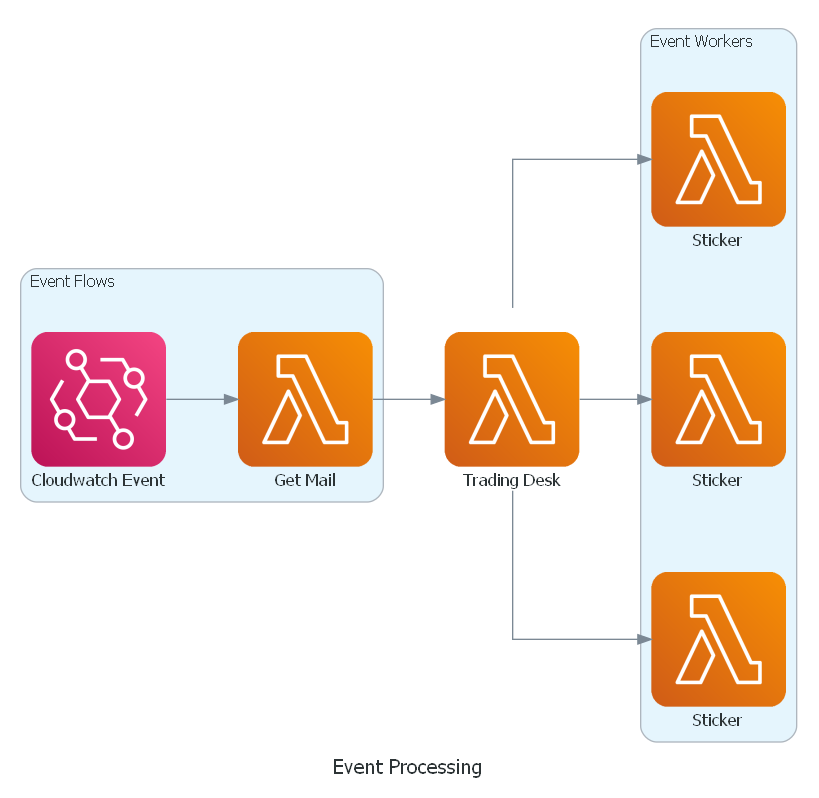 Event Workers
Sticker
Event Flows
Cloudwatch Event
Get Mail
Trading Desk
Sticker
Sticker
Event Processing